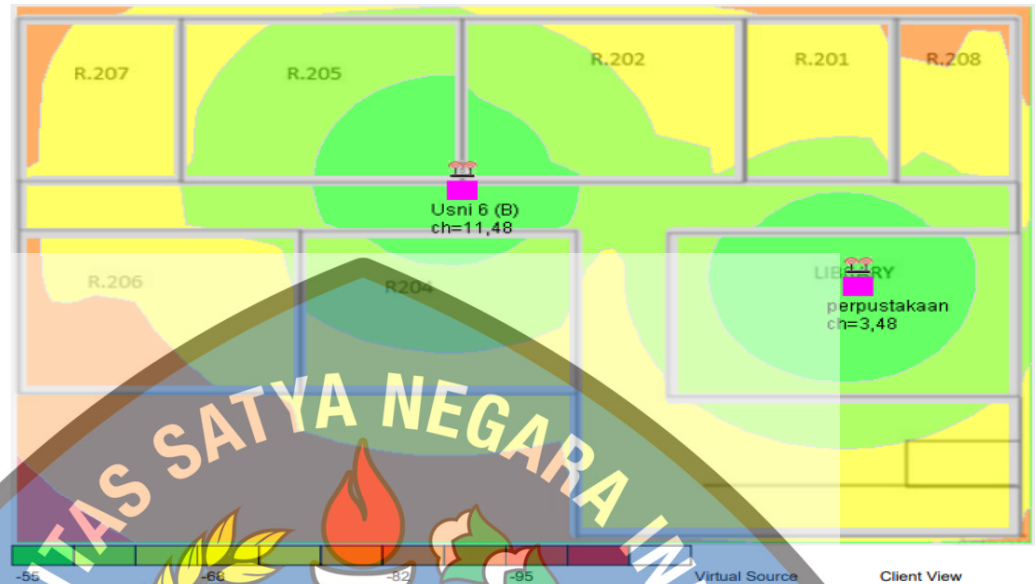 R.207
R.205
R.202
R.201
R.208
Usni 6 (B)
ch=11,48
R.206
R204
LIBRARY
perpustakaan
ch=3,48
TAS SATYA NEGARA IN
-55
-68
-82
-95
Virtual Source
Client View